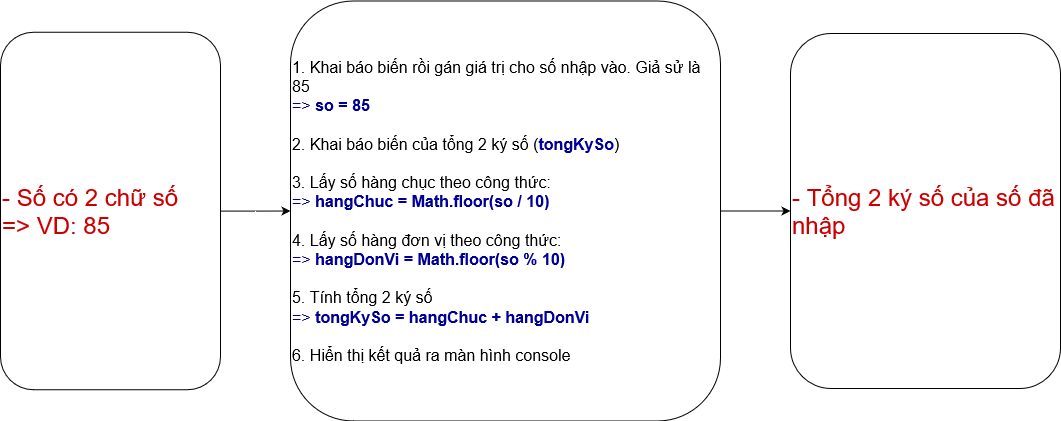 - Số có 2 chữ số
=> VD: 85
1. Khai báo biến rồi gán giá trị cho số nhập vào. Giả sử là
85
=> so = 85
2. Khai báo biến của tổng 2 ký số (tongKySo)
3. Lấy số hàng chục theo công thức:
=> hangChuc = Math.floor(so / 10)
4. Lấy số hàng đơn vị theo công thức:
=> hangDonVi = Math.floor(so % 10)
5. Tính tổng 2 ký số
=> tongKySo = hangChuc + hangDonVi
6. Hiển thị kết quả ra màn hình console
- Tổng 2 ký số của số đã
nhập